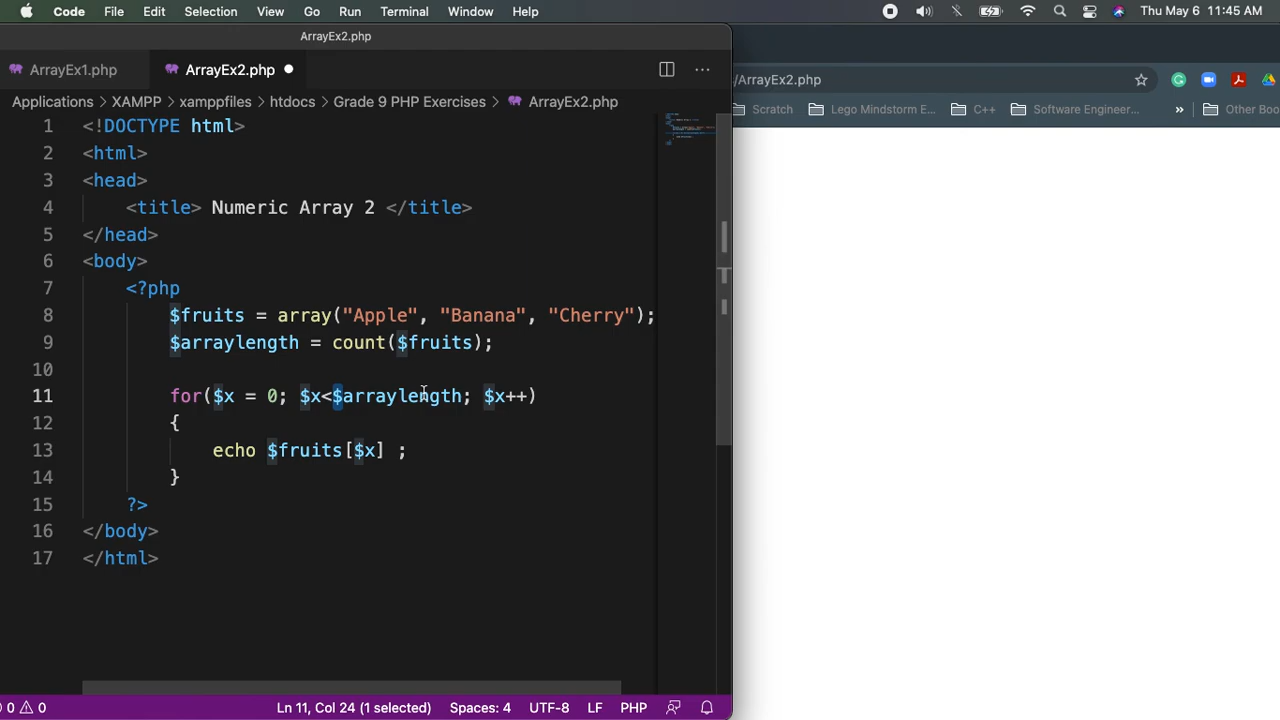 Code File Edit Selection View Go Run Terminal Window Help Thu May 6 11:45 AM
ArrayEx2.php
ArrayEx1.php ArrayEx2.php
/ArrayEx2.php
Applications > XAMPP > xamppfiles > htdocs > Grade 9 PHP Exercises > ArrayEx2.php
Scratch Lego Mindstorm E... C++ Software Engineer... » Other Boo
1 <!DOCTYPE html>
2 <html>
3 <head>
4 <title> Numeric Array 2 </title>
5 </head>
6 <body>
7 <?php
8 $fruits = array("Apple", "Banana", "Cherry");
9 $arraylength = count($fruits);
10
11 for($x = 0; $x<$arraylength; $x++)
12 {
13 echo $fruits[$x] ;
14 }
15 ?>
16 </body>
17 </html>
0 0 Ln 11, Col 24 (1 selected) Spaces: 4 UTF-8 LF PHP